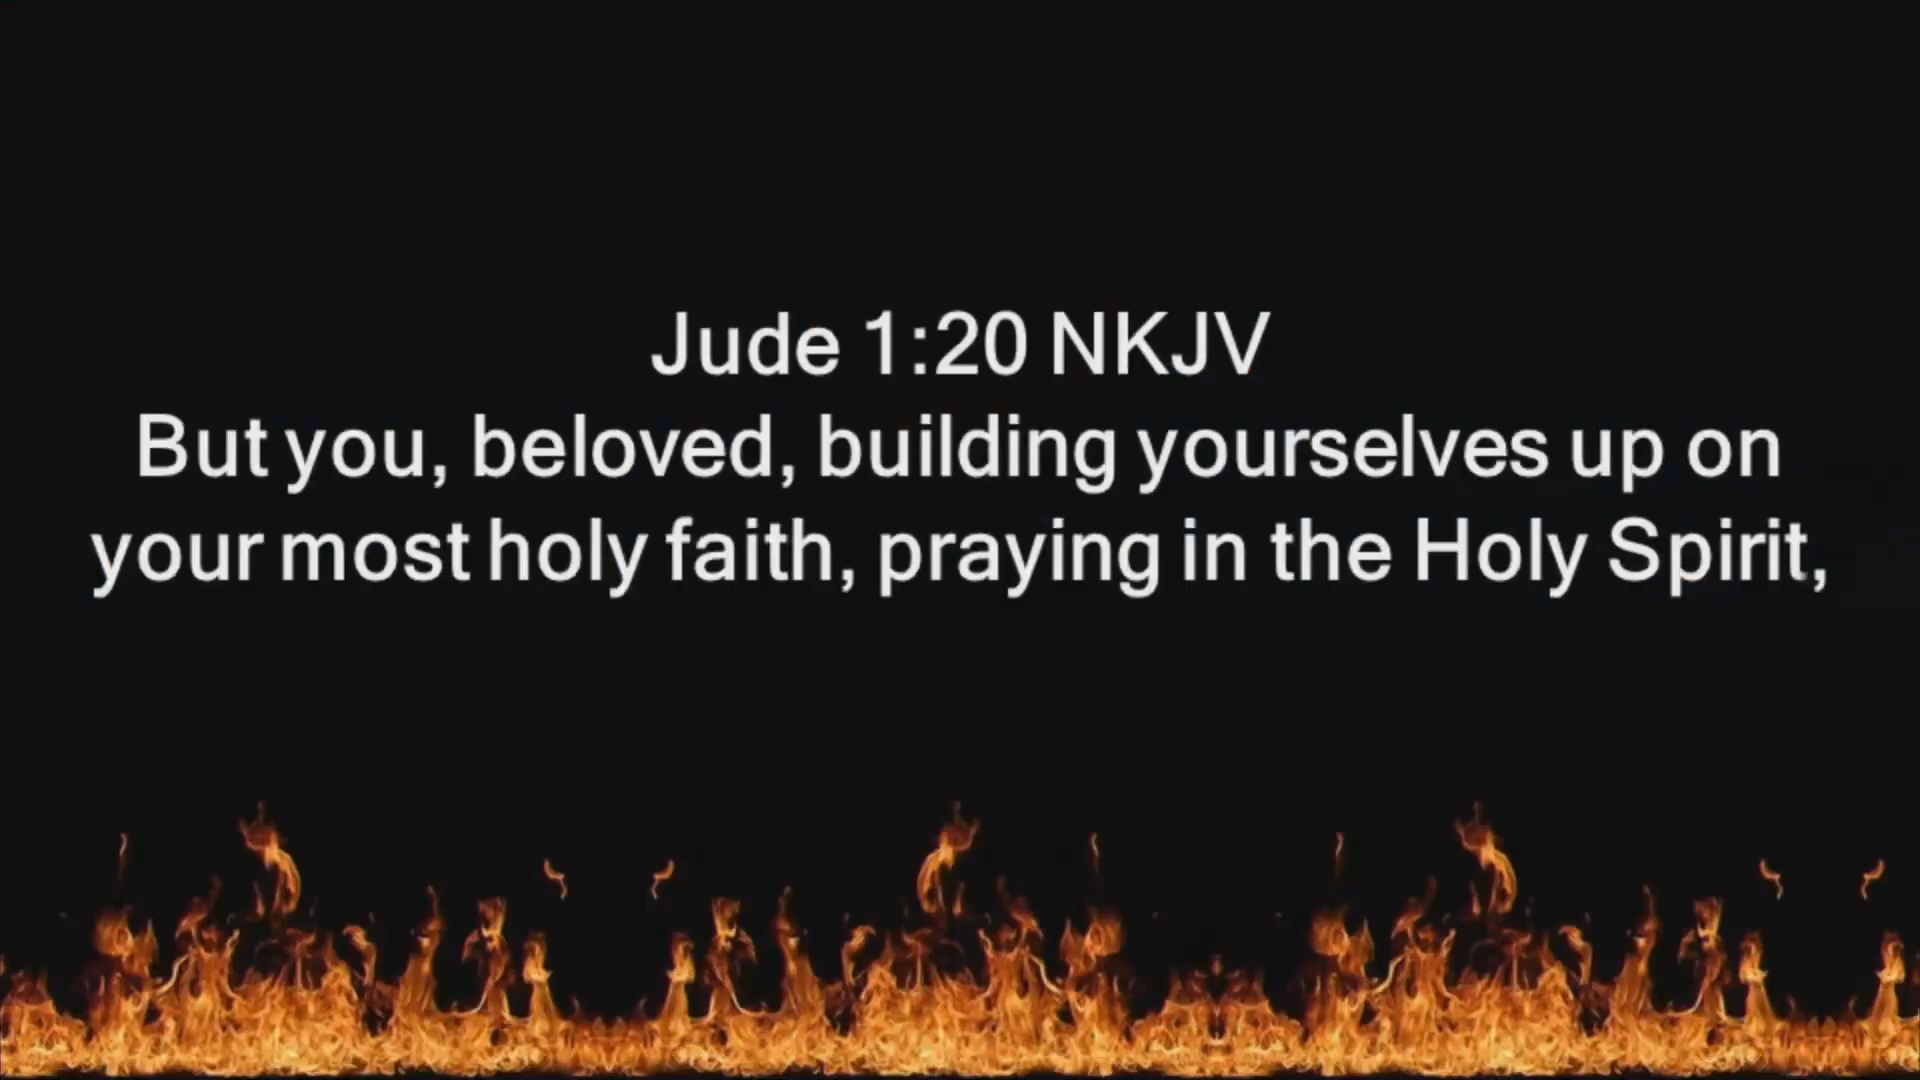 Jude 1:20 NKJV
But you, beloved, building yourselves up on
your most holy faith, praying in the Holy Spirit,